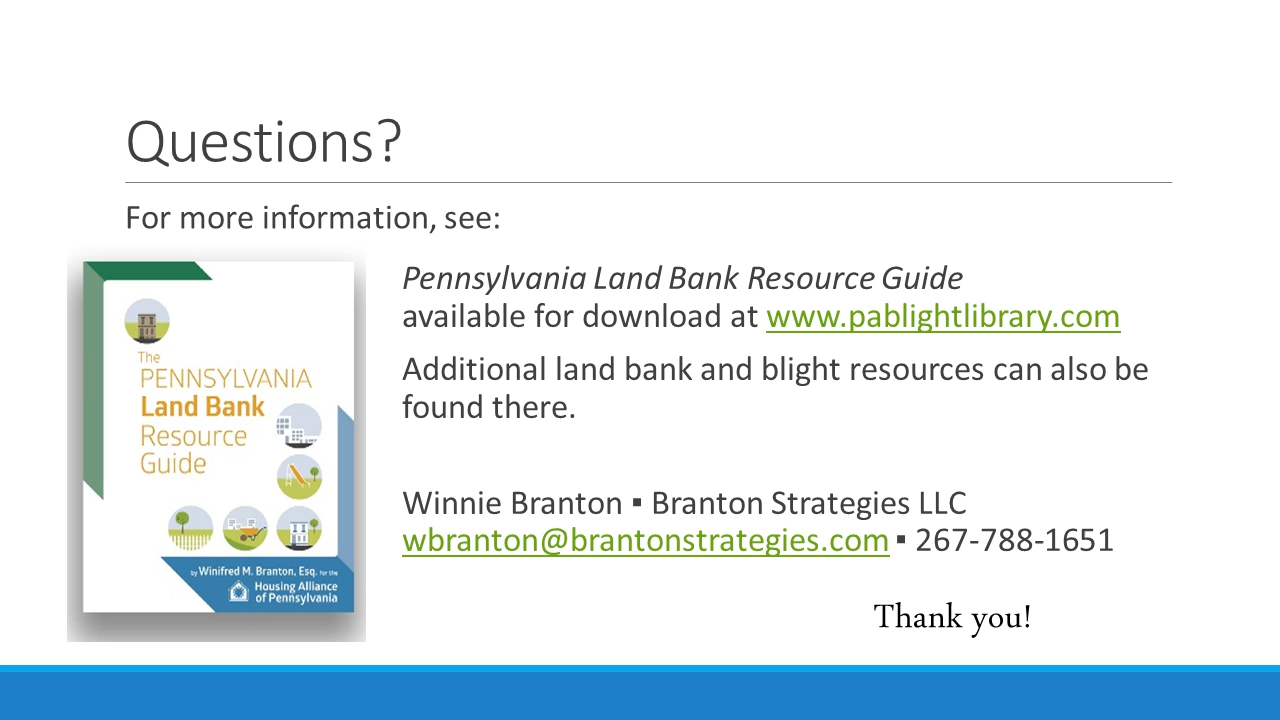 Questions?
For more information, see:
The
PENNSYLVANIA
Land Bank
Resource
Guide
by Winifred M. Branton, Esq. for the
Housing Alliance
of Pennsylvania
Pennsylvania Land Bank Resource Guide
available for download at www.pablightlibrary.com
Additional land bank and blight resources can also be
found there.
Winnie Branton ▪ Branton Strategies LLC
wbranton@brantonstrategies.com ▪ 267-788-1651
Thank you!